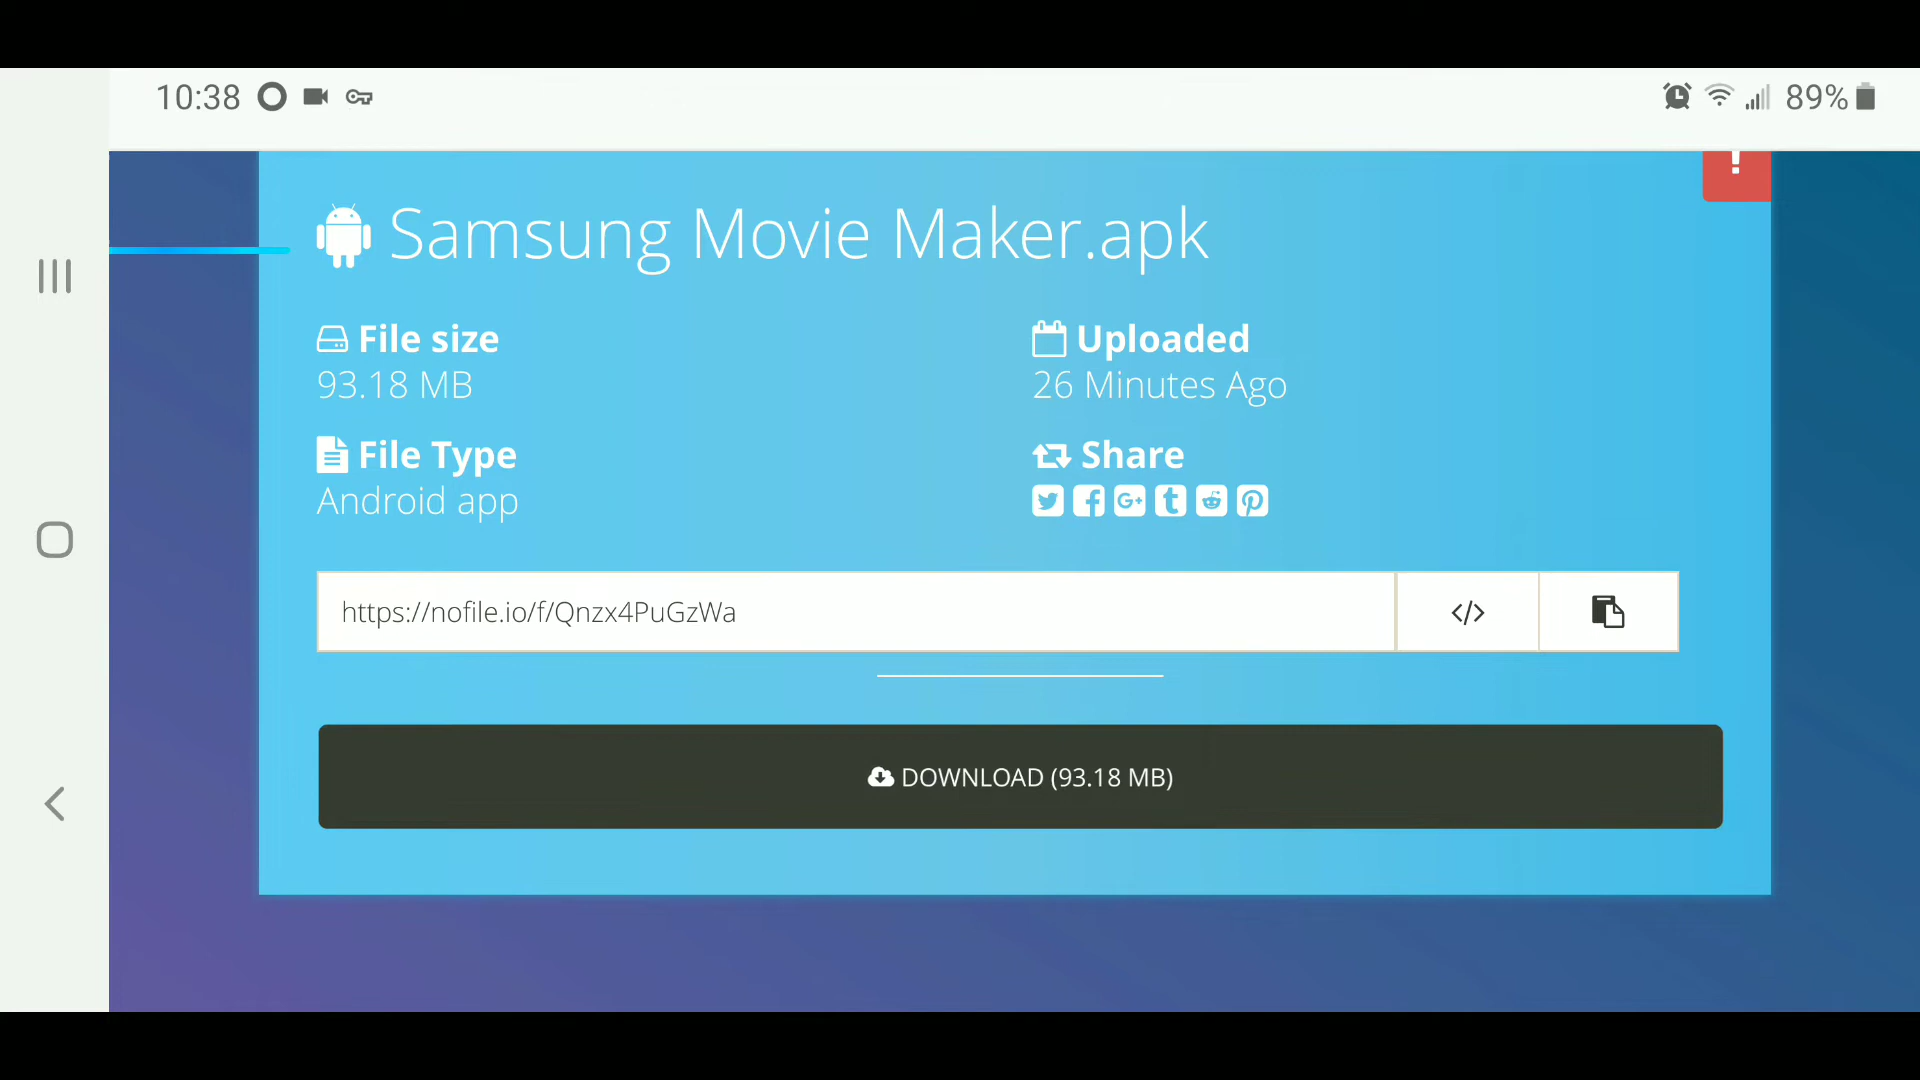 10:38
89%
Samsung Movie Maker.apk
File size
93.18 MB
Uploaded
26 Minutes Ago
File Type
Android app
Share
https://nofile.io/f/Qnzx4PuGzWa
</>
DOWNLOAD (93.18 MB)